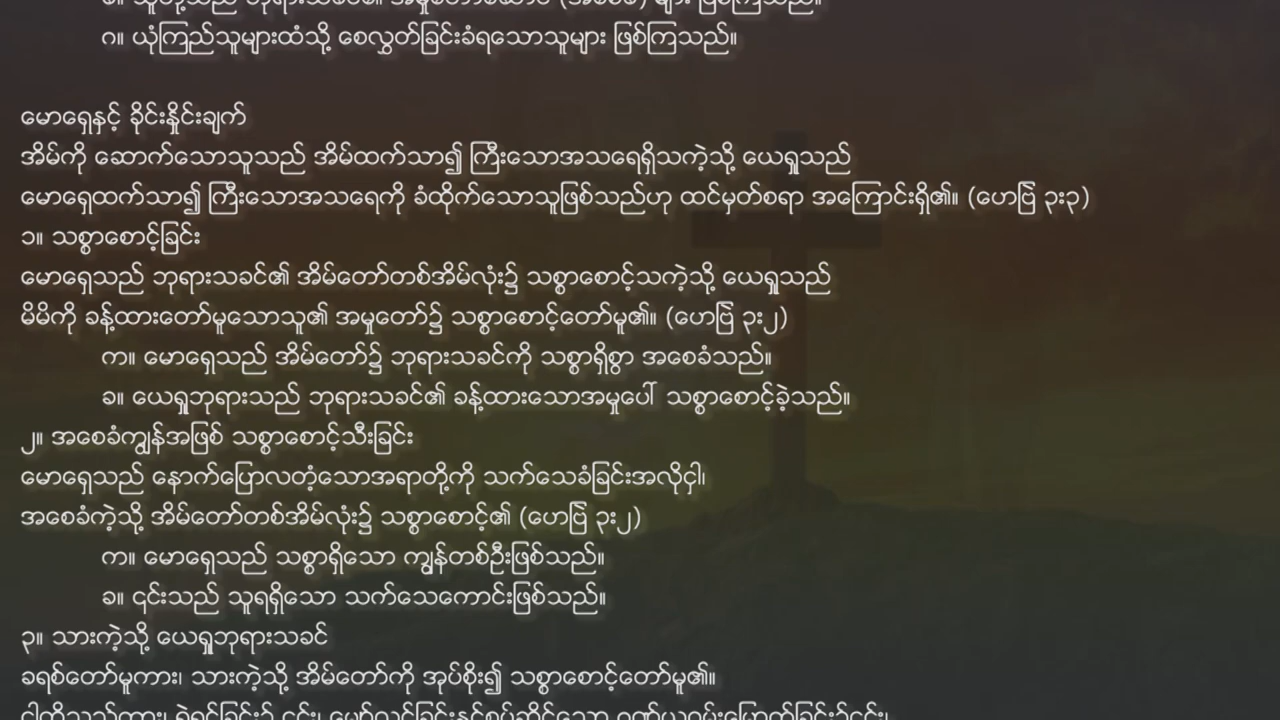 ဂ။ ယုံကြည်သူများထံသို့ စေလွှတ်ခြင်းခံရသောသူများ ဖြစ်ကြသည်။
မောရှေနှင့် ခိုင်းနှိုင်းချက်
အိမ်ကို ဆောက်သောသူသည် အိမ်ထက်သာ၍ ကြီးသောအသရေရှိသကဲ့သို့ ယေရှုသည်
မောရှေထက်သာ၍ ကြီးသောအသရေကို ခံထိုက်သောသူဖြစ်သည်ဟု ထင်မှတ်စရာ အကြောင်းရှိ၏။ (ဟေဗြဲ ၃း၃)
၁။ သစ္စာစောင့်ခြင်း
မောရှေသည် ဘုရားသခင်၏ အိမ်တော်တစ်အိမ်လုံး၌ သစ္စာစောင့်သကဲ့သို့ ယေရှုသည်
မိမိကို ခန့်ထားတော်မူသောသူ၏ အမှုတော်၌ သစ္စာစောင့်တော်မူ၏။ (ဟေဗြဲ ၃း၂)
က။ မောရှေသည် အိမ်တော်၌ ဘုရားသခင်ကို သစ္စာရှိစွာ အစေခံသည်။
ခ။ ယေရှုဘုရားသည် ဘုရားသခင်၏ ခန့်ထားသောအမှုပေါ် သစ္စာစောင့်ခဲ့သည်။
၂။ အစေခံကျွန်အဖြစ် သစ္စာစောင့်သီးခြင်း
မောရှေသည် နောက်ပြောလတံ့သောအရာတို့ကို သက်သေခံခြင်းအလိုငှါ၊
အစေခံကဲ့သို့ အိမ်တော်တစ်အိမ်လုံး၌ သစ္စာစောင့်၏ (ဟေဗြဲ ၃း၂)
က။ မောရှေသည် သစ္စာရှိသော ကျွန်တစ်ဦးဖြစ်သည်။
ခ။ ၎င်းသည် သူရရှိသော သက်သေကောင်းဖြစ်သည်။
၃။ သားကဲ့သို့ ယေရှုဘုရားသခင်
ခရစ်တော်မူကား၊ သားကဲ့သို့ အိမ်တော်ကို အုပ်စိုး၍ သစ္စာစောင့်တော်မူ၏။